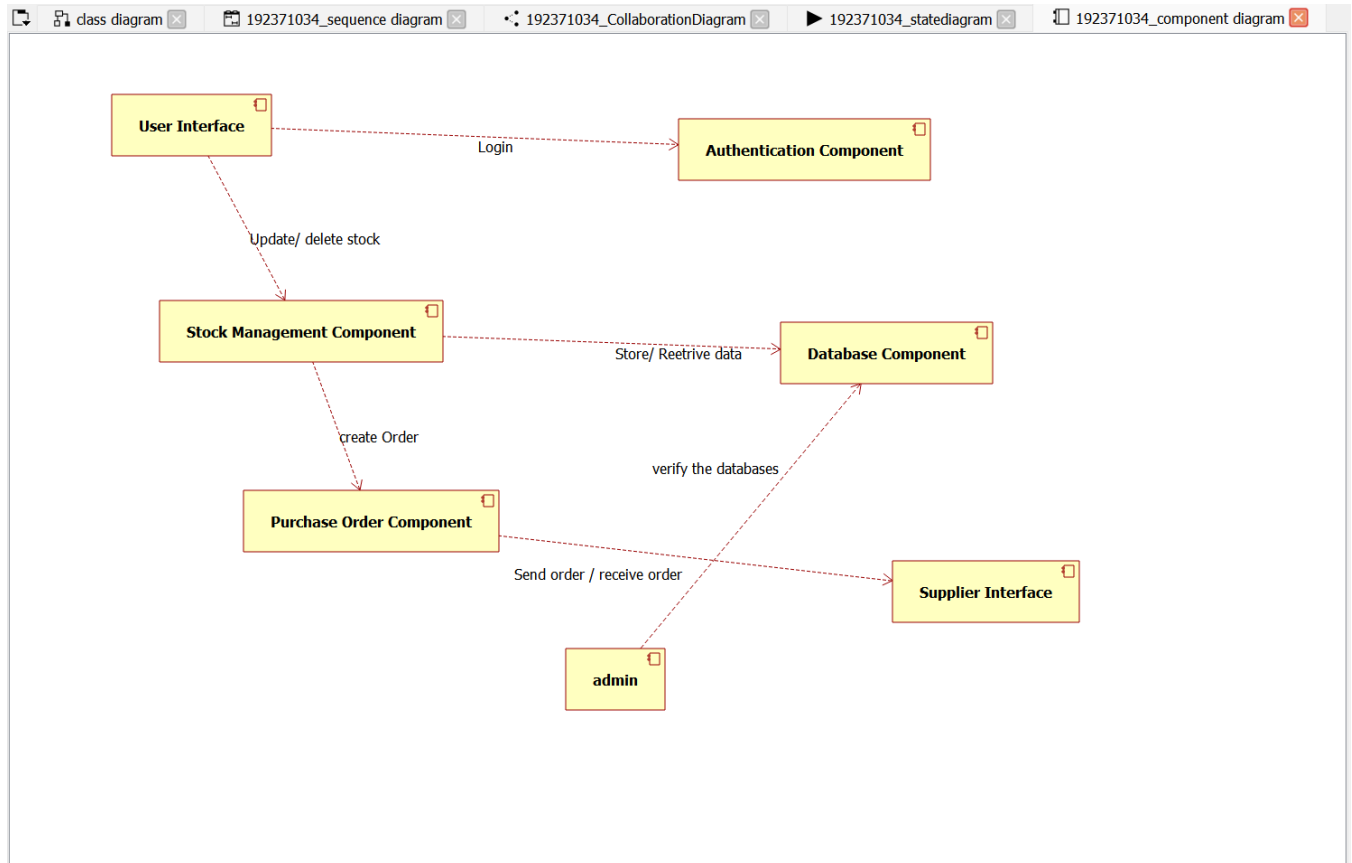 class diagram
192371034_sequence diagram
192371034_CollaborationDiagram
192371034_statediagram
192371034_component diagram
User Interface
Login
Authentication Component
Update/ delete stock
Stock Management Component
Store/ Reetrive data
Database Component
create Order
verify the databases
Purchase Order Component
Send order / receive order
Supplier Interface
admin